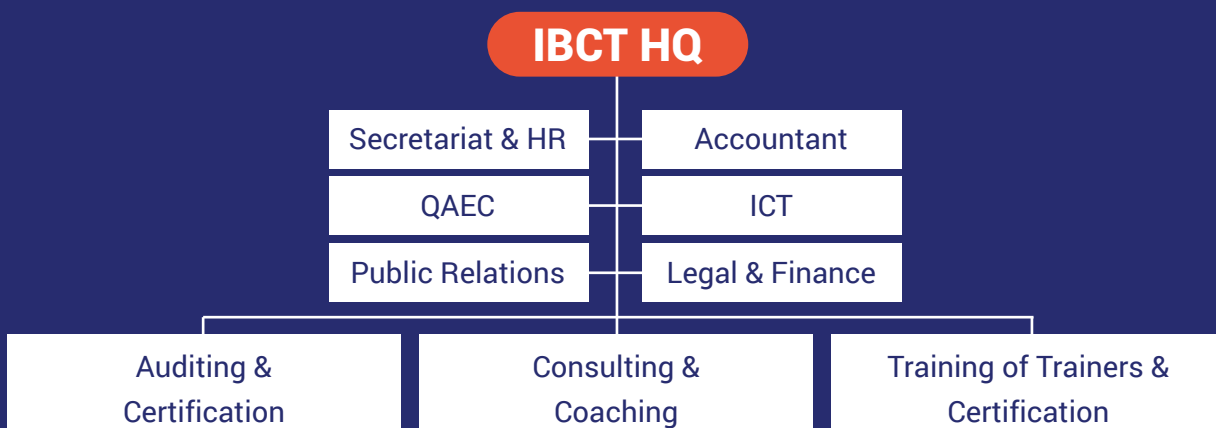 IBCT HQ
Secretariat & HR
Accountant
QAEC
ICT
Public Relations
Legal & Finance
Auditing &
Certification
Consulting &
Coaching
Training of Trainers &
Certification